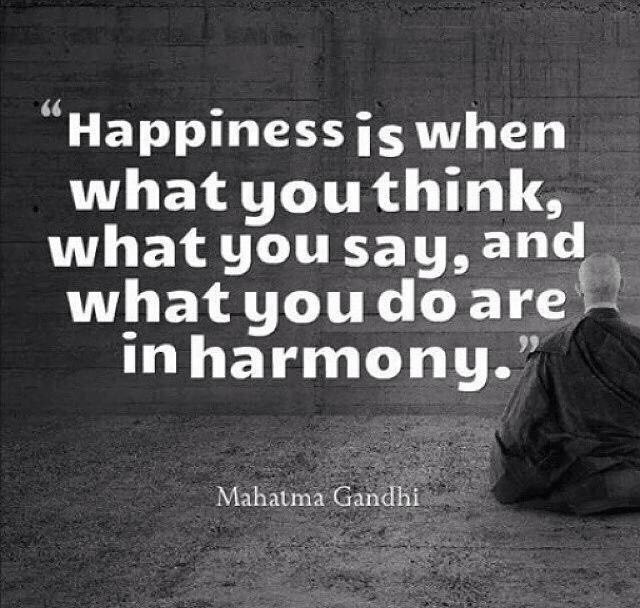 “Happiness is when
what you think,
what you say, and
what you do are
in harmony.”
Mahatma Gandhi